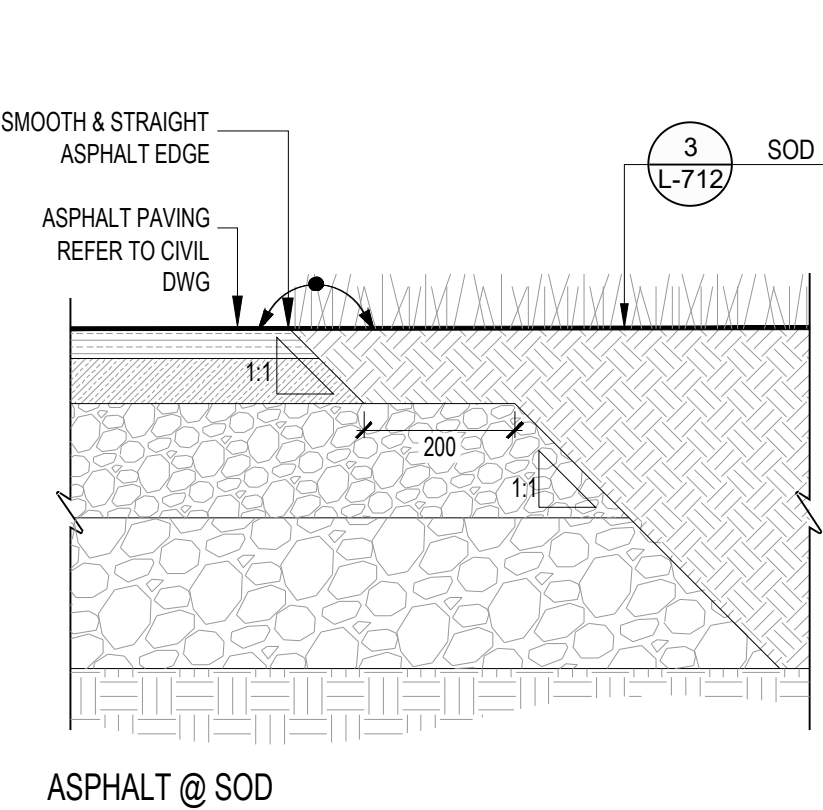 SMOOTH & STRAIGHT
ASPHALT EDGE
3
L-712
SOD
ASPHALT PAVING
REFER TO CIVIL
DWG
1:1
200
1:1
ASPHALT @ SOD